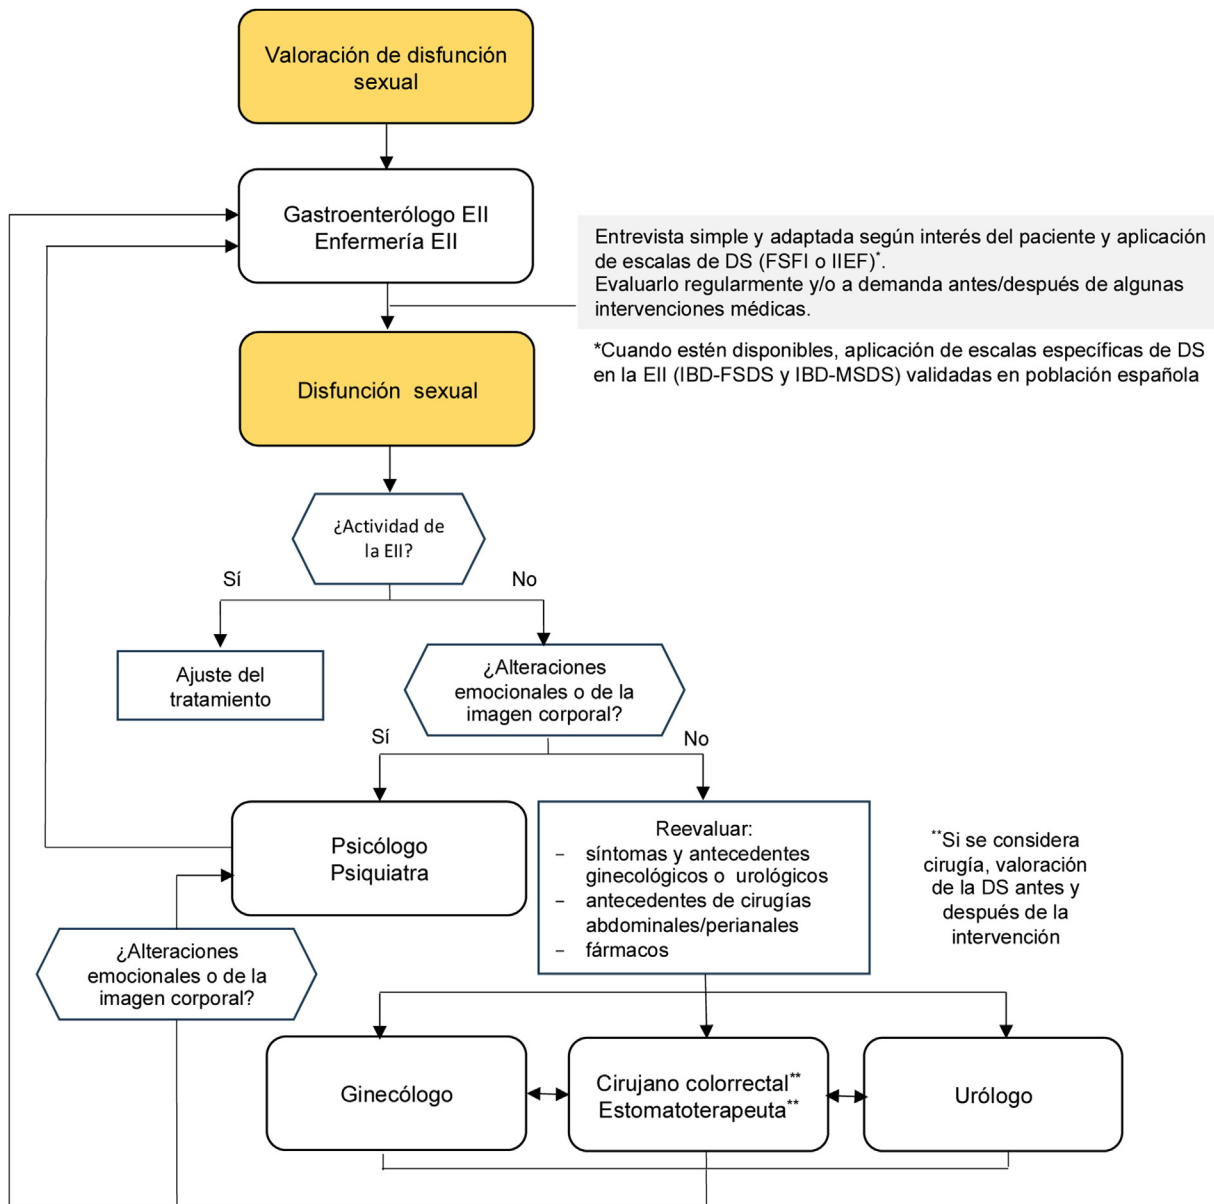 Valoración de disfunción
sexual
Gastroenterólogo EII
Enfermería EII
Entrevista simple y adaptada según interés del paciente y aplicación
de escalas de DS (FSFI o IIEF)*.
Evaluarlo regularmente y/o a demanda antes/después de algunas
intervenciones médicas.
*Cuando estén disponibles, aplicación de escalas específicas de DS
en la EII (IBD-FSDS y IBD-MSDS) validadas en población española
Disfunción sexual
¿Actividad de
la EII?
Sí
No
Ajuste del
tratamiento
¿Alteraciones
emocionales o de la
imagen corporal?
Sí
No
Psicólogo
Psiquiatra
Reevaluar:
- síntomas y antecedentes
ginecológicos o urológicos
- antecedentes de cirugías
abdominales/perianales
- fármacos
**Si se considera
cirugía, valoración
de la DS antes y
después de la
intervención
¿Alteraciones
emocionales o de la
imagen corporal?
Ginecólogo
Cirujano colorrectal**
Estomatoterapeuta**
Urólogo